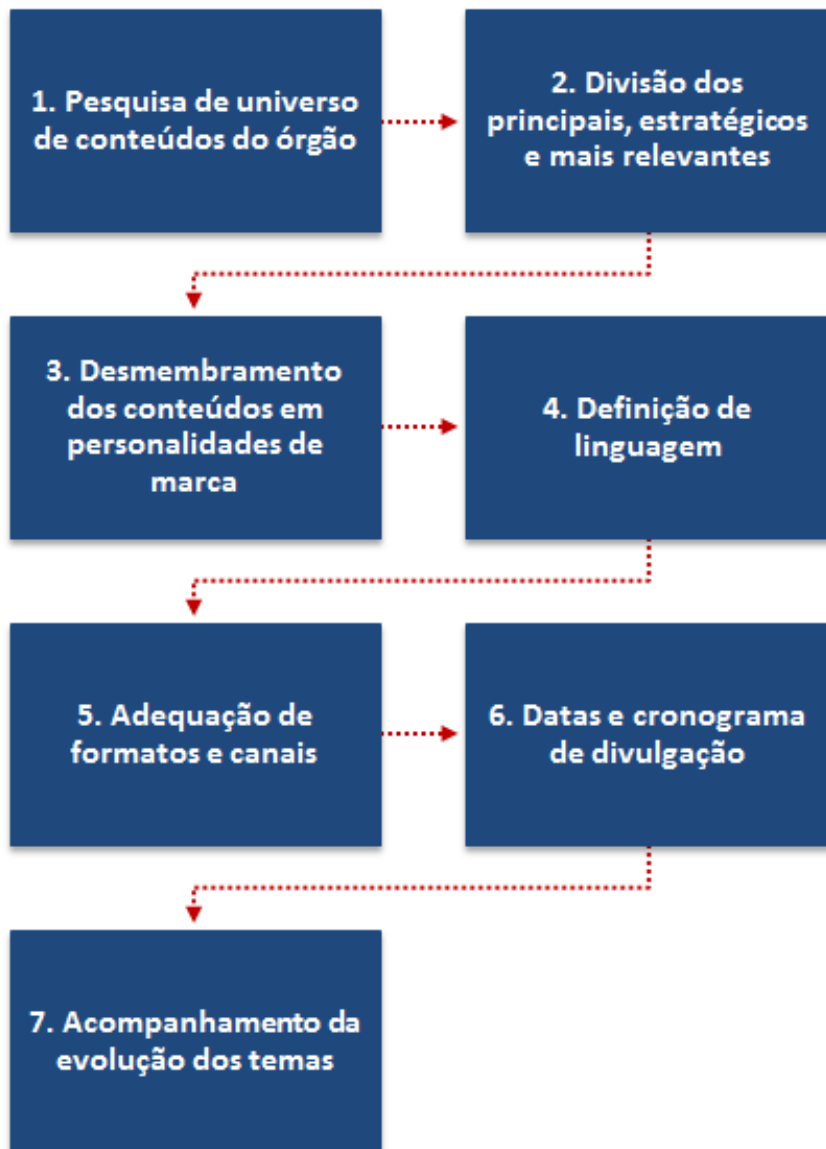 1. Pesquisa de universo
de conteúdos do órgão
2. Divisão dos
principais, estratégicos
e mais relevantes
3. Desmembramento
dos conteúdos em
personalidades de
marca
4. Definição de
linguagem
5. Adequação de
formatos e canais
6. Datas e cronograma
de divulgação
7. Acompanhamento da
evolução dos temas